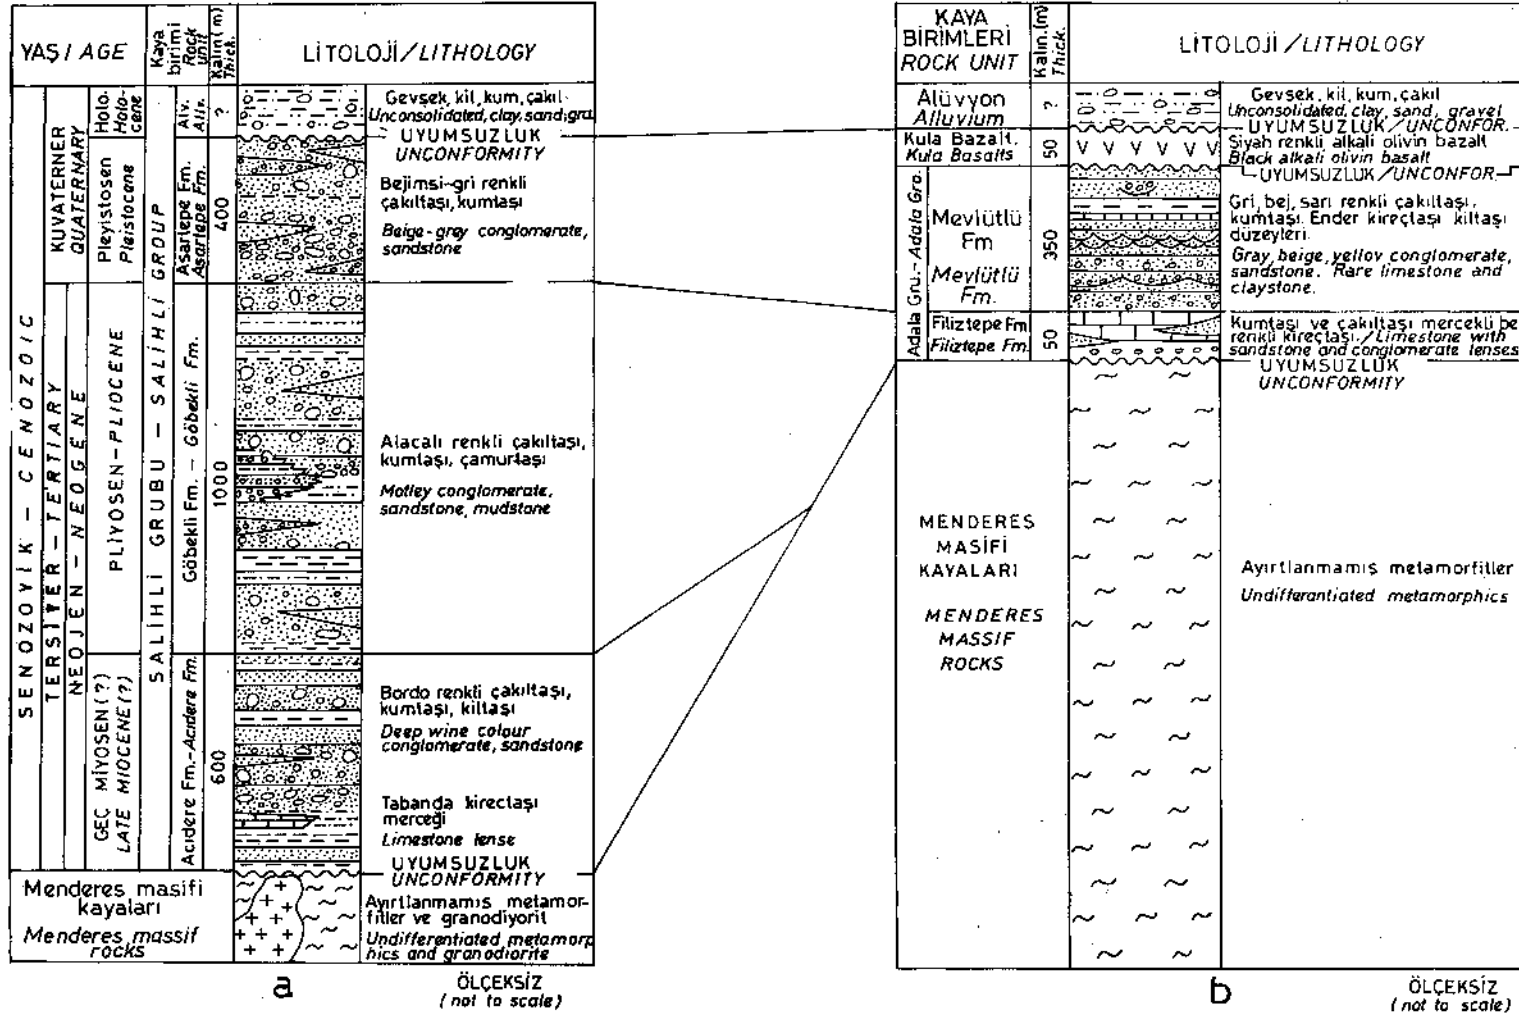 YAŞ / AGE
Kaya birimi
Rock unit
Kalın (m)
Thick.
LİTOLOJİ / LITHOLOGY
SENOZOYİK - CENOZOIC
KUVATERNER
QUATERNARY
TERSİYER - TERTIARY
NEOJEN - NEOGENE
Holo.
Holo-
cene
Pleyistosen
Pleistocene
PLİYOSEN-PLIOCENE
GEÇ MİYOSEN(?)
LATE MIOCENE(?)
SALİHLİ GRUBU - SALİHLİ GROUP
Alv.
Allv.
Asartepe Fm.
Asartepe Fm.
Göbekli Fm. - Göbekli Fm.
Acıdere Fm.-Acıdere Fm.
?
400
1000
600
Gevşek, kil, kum, çakıl
Unconsolidated, clay, sand, gra
UYUMSUZLUK
UNCONFORMITY
Bejimsi-gri renkli
çakıltaşı, kumtaşı
Beige-grey conglomerate,
sandstone
Alacalı renkli çakıltaşı,
kumtaşı, çamurtaşı
Motley conglomerate,
sandstone, mudstone
Bordo renkli çakıltaşı,
kumtaşı, kiltaşı
Deep wine colour
conglomerate, sandstone
Tabanda kireçtaşı
merceği
Limestone lense
UYUMSUZLUK
UNCONFORMITY
Menderes masifi
kayaları
Menderes massif
rocks
Ayırtlanmamıs metamor-
fitler ve granodiyorit
Undifferentiated metamorp
hics and granodiorite
a
ÖLÇEKSİZ
(not to scale)
KAYA
BİRİMLERİ
ROCK UNIT
Kalın.(m)
Thick.
LİTOLOJİ / LITHOLOGY
Alüvyon
Alluvium
?
Gevsek, kil, kum, çakıl
Unconsolidated, clay, sand, gravel
UYUMSUZLUK / UNCONFOR.
Kula Bazalt.
Kula Basalts
50
Siyah renkli alkali olivin bazalt
Black alkali olivin basalt
UYUMSUZLUK / UNCONFOR.
Adala Gru.-Adala Gro.
Mevlütlü
Fm
Mevlütlü
Fm.
350
Gri, bej, sarı renkli çakıltaşı,
kumtaşı. Ender kireçtaşı kiltaşı
düzeyleri.
Gray, beige, yellov conglomerate,
sandstone. Rare limestone and
claystone.
Filiztepe Fm
Filiztepe Fm.
50
Kumtaşı ve çakıltaşı mercekli be
renkli kireçtaşı./Limestone with
sandstone and conglomerate lenses
UYUMSUZLUK
UNCONFORMITY
MENDERES
MASİFİ
KAYALARI
MENDERES
MASSIF
ROCKS
Ayırtlanmamış metamorfitler
Undifferentiated metamorphics
b
ÖLÇEKSİZ
(not to scale)